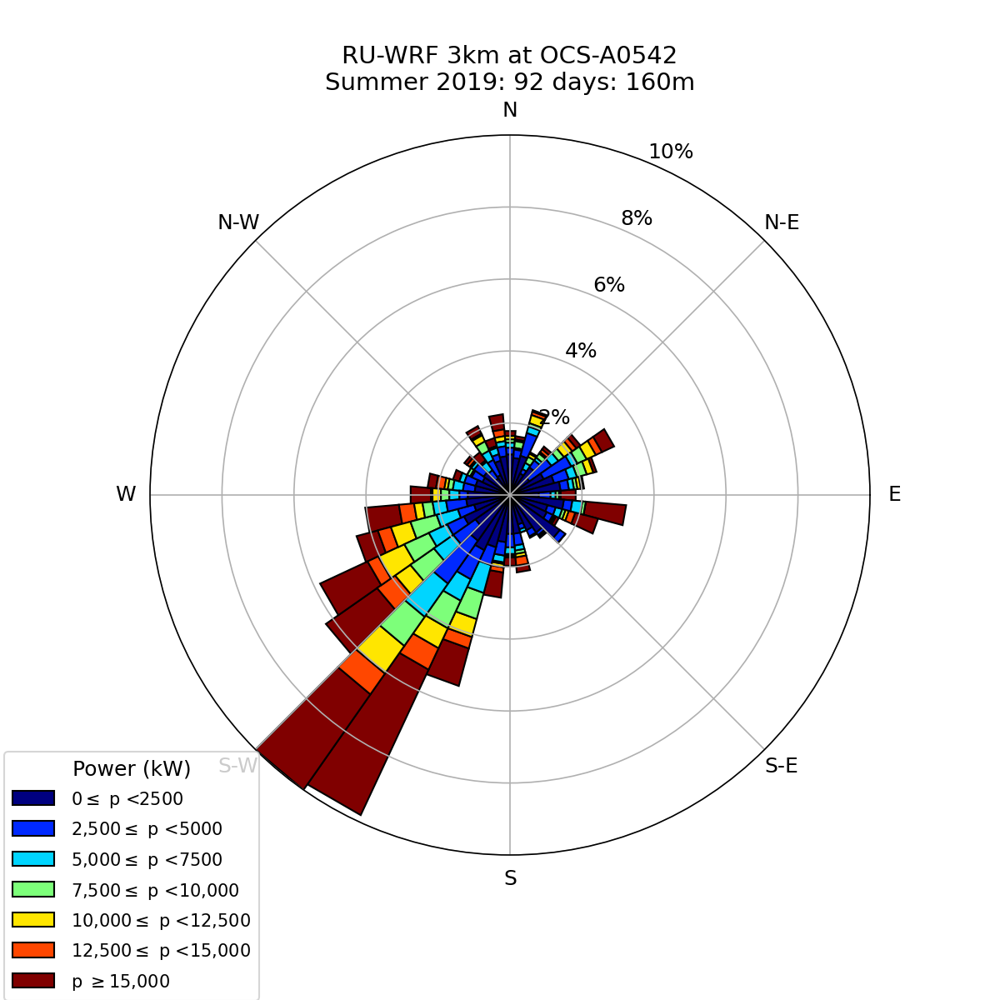 RU-WRF 3km at OCS-A0542
Summer 2019: 92 days: 160m
N
10%
N-W
8%
N-E
6%
4%
2%
W
E
S-W
S-E
S
Power (kW)
0≤ p <2500
2,500≤ p <5000
5,000≤ p <7500
7,500≤ p <10,000
10,000≤ p <12,500
12,500≤ p <15,000
p ≥15,000